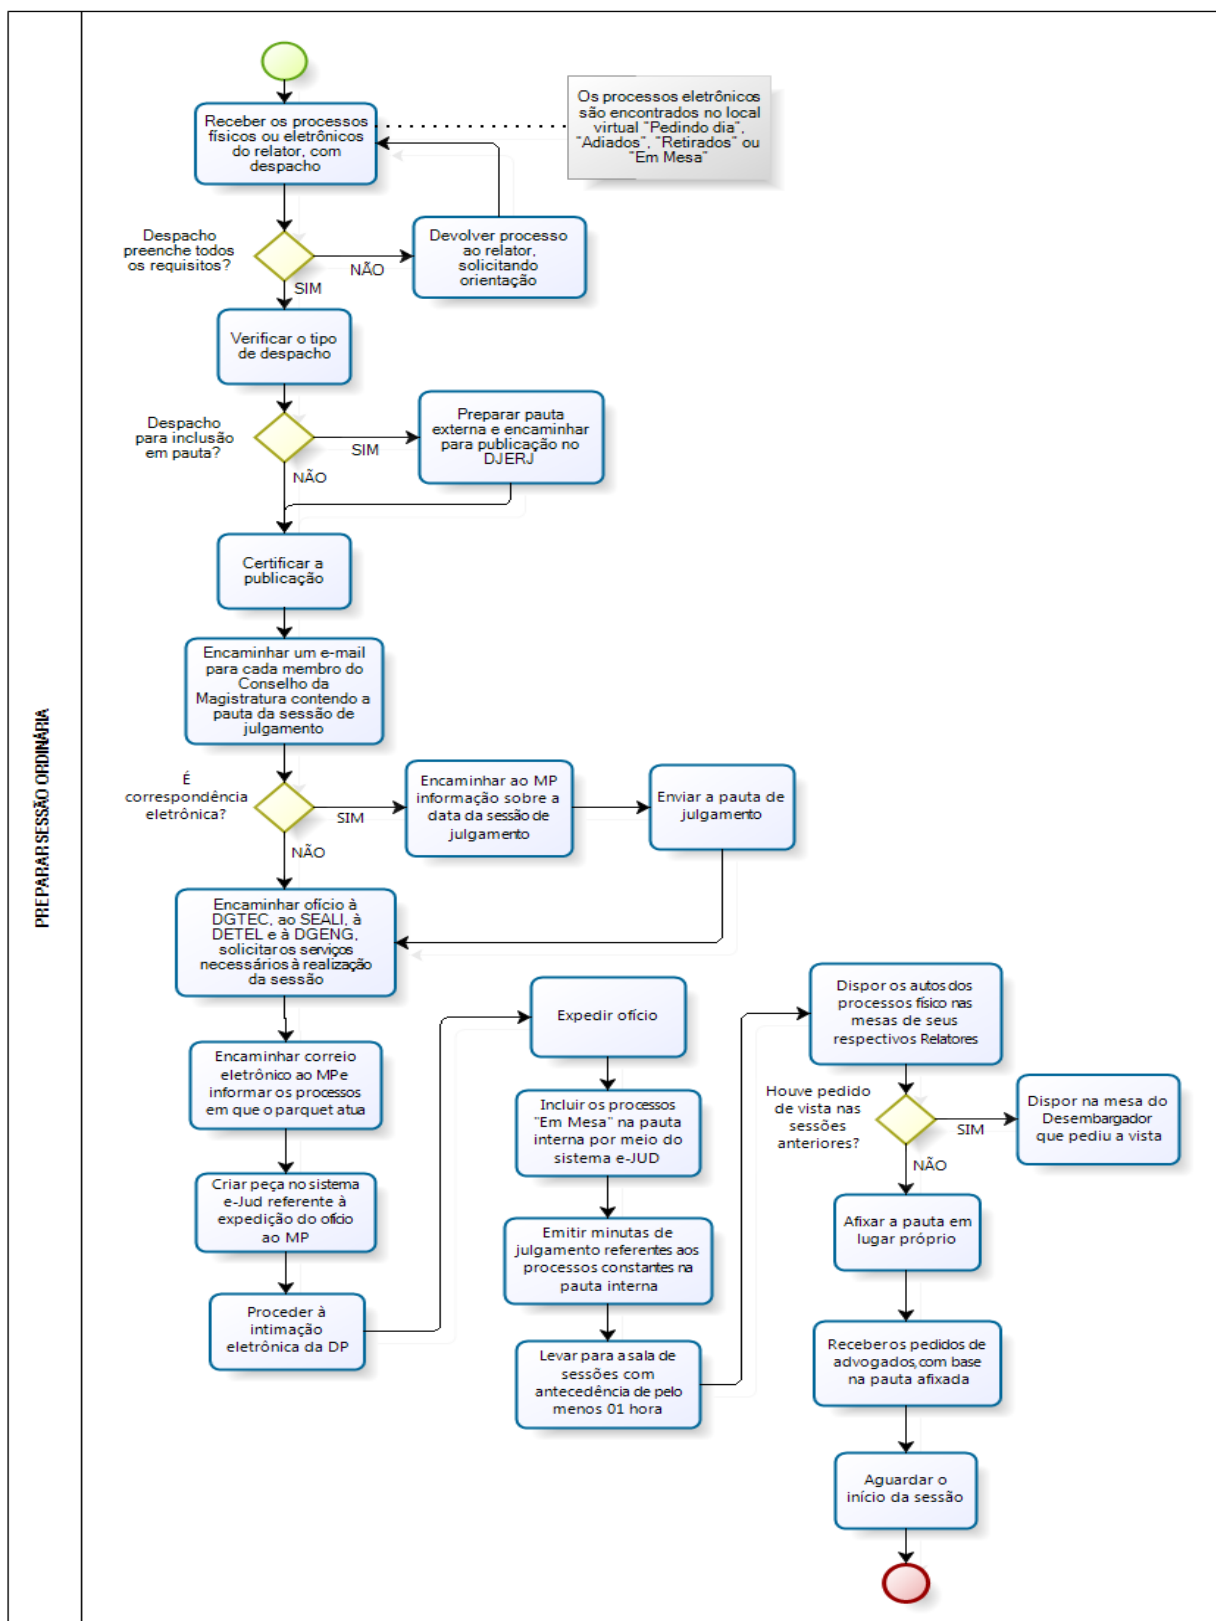 PREPARAR SESSÃO ORDINÁRIA
Receber os processos
físicos ou eletrônicos
do relator, com
despacho
Os processos eletrônicos
são encontrados no local
virtual "Pedindo dia",
"Adiados", "Retirados" ou
"Em Mesa"
Despacho
preenche todos
os requisitos?
NÃO
SIM
Devolver processo
ao relator,
solicitando
orientação
Verificar o tipo
de despacho
Despacho
para inclusão
em pauta?
SIM
NÃO
Preparar pauta
externa e encaminhar
para publicação no
DJERJ
Certificar a
publicação
Encaminhar um e-mail
para cada membro do
Conselho da
Magistratura contendo a
pauta da sessão de
julgamento
É
correspondência
eletrônica?
SIM
NÃO
Encaminhar ao MP
informação sobre a
data da sessão de
julgamento
Enviar a pauta de
julgamento
Encaminhar ofício à
DGTEC, ao SEALI, à
DETEL e à DGENG,
solicitar os serviços
necessários à realização
da sessão
Encaminhar correio
eletrônico ao MP e
informar os processos
em que o parquet atua
Criar peça no sistema
e-Jud referente à
expedição do ofício
ao MP
Proceder à
intimação
eletrônica da DP
Expedir ofício
Incluir os processos
"Em Mesa" na pauta
interna por meio do
sistema e-JUD
Emitir minutas de
julgamento referentes aos
processos constantes na
pauta interna
Levar para a sala de
sessões com
antecedência de pelo
menos 01 hora
Dispor os autos dos
processos físico nas
mesas de seus
respectivos Relatores
Houve pedido
de vista nas
sessões
anteriores?
SIM
NÃO
Dispor na mesa do
Desembargador
que pediu a vista
Afixar a pauta em
lugar próprio
Receber os pedidos de
advogados, com base
na pauta afixada
Aguardar o
início da sessão